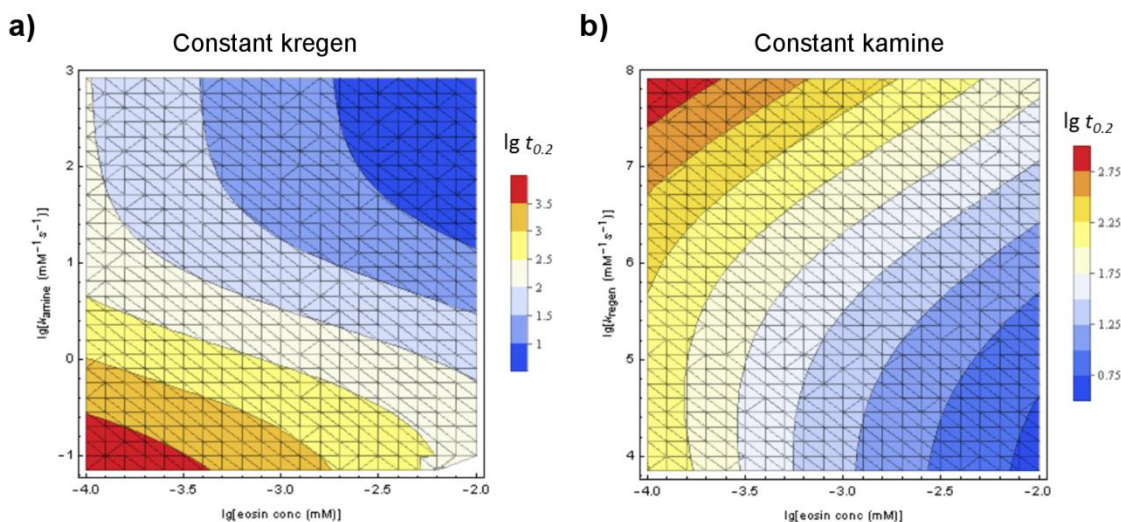 a)
Constant kregen
3
2
1
0
-1
lg[kamine (mM⁻¹s⁻¹)]
-4.0 -3.5 -3.0 -2.5 -2.0
lg[eosin conc (mM)]
lg t0.2
3.5
3
2.5
2
1.5
1
b)
Constant kamine
8
7
6
5
4
lg[kregen (mM⁻¹s⁻¹)]
-4.0 -3.5 -3.0 -2.5 -2.0
lg[eosin conc (mM)]
lg t0.2
2.75
2.25
1.75
1.25
0.75